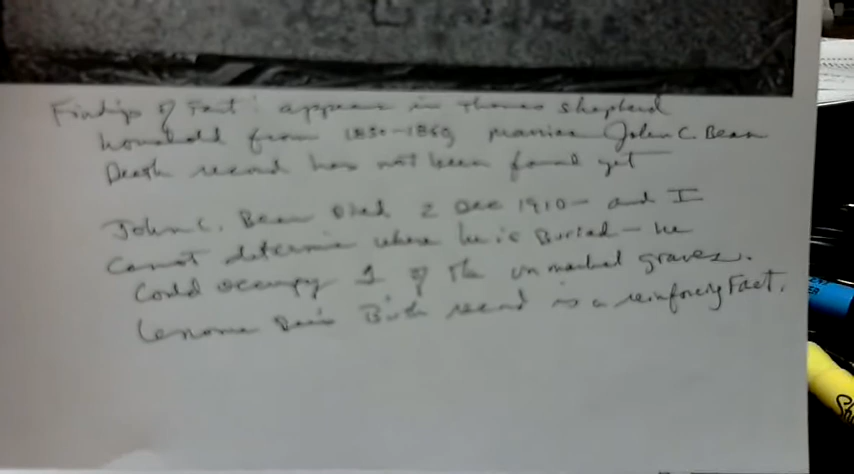 Findings of Fact: appears in Thomas Shepherd
household from 1850-1860 marries John C. Bean
Death record has not been found yet
John C. Bean Died 2 Dec 1910- and I
cannot determine where he is Buried - he
Could occupy 1 of the unmarked graves.
Birth record is a reinforcing Fact.